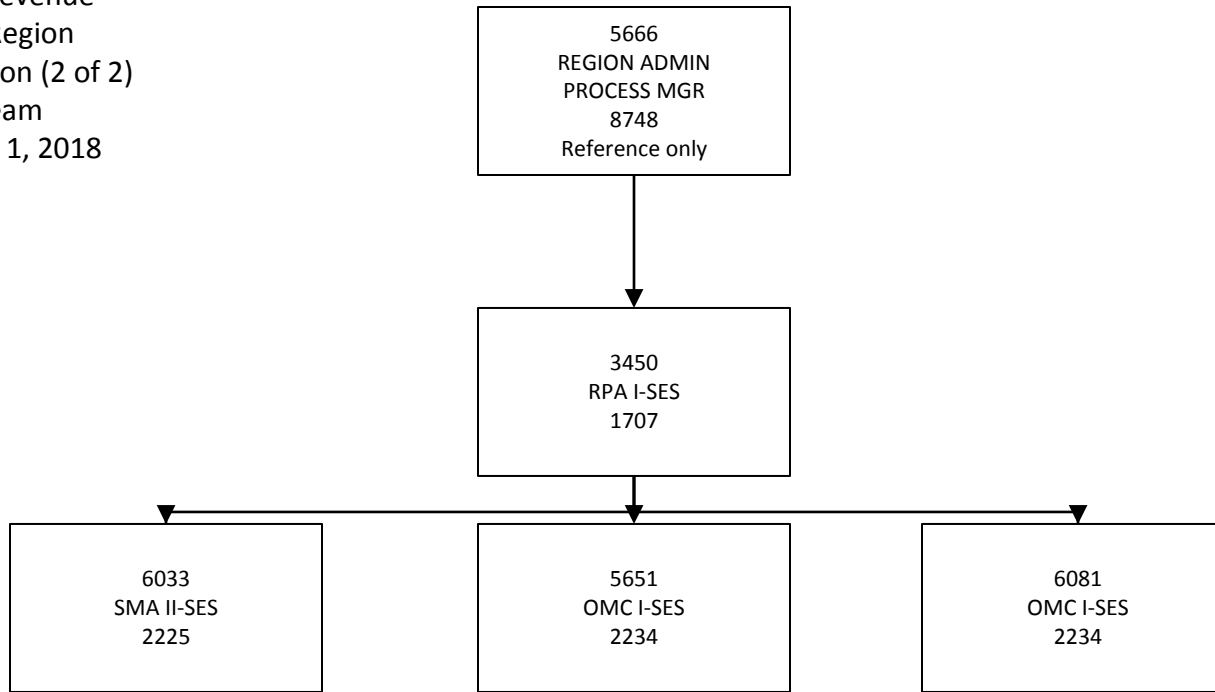 evenue
egion
on (2 of 2)
eam
1, 2018
5666
REGION ADMIN
PROCESS MGR
8748
Reference only
3450
RPA I-SES
1707
6033
SMA II-SES
2225
5651
OMC I-SES
2234
6081
OMC I-SES
2234